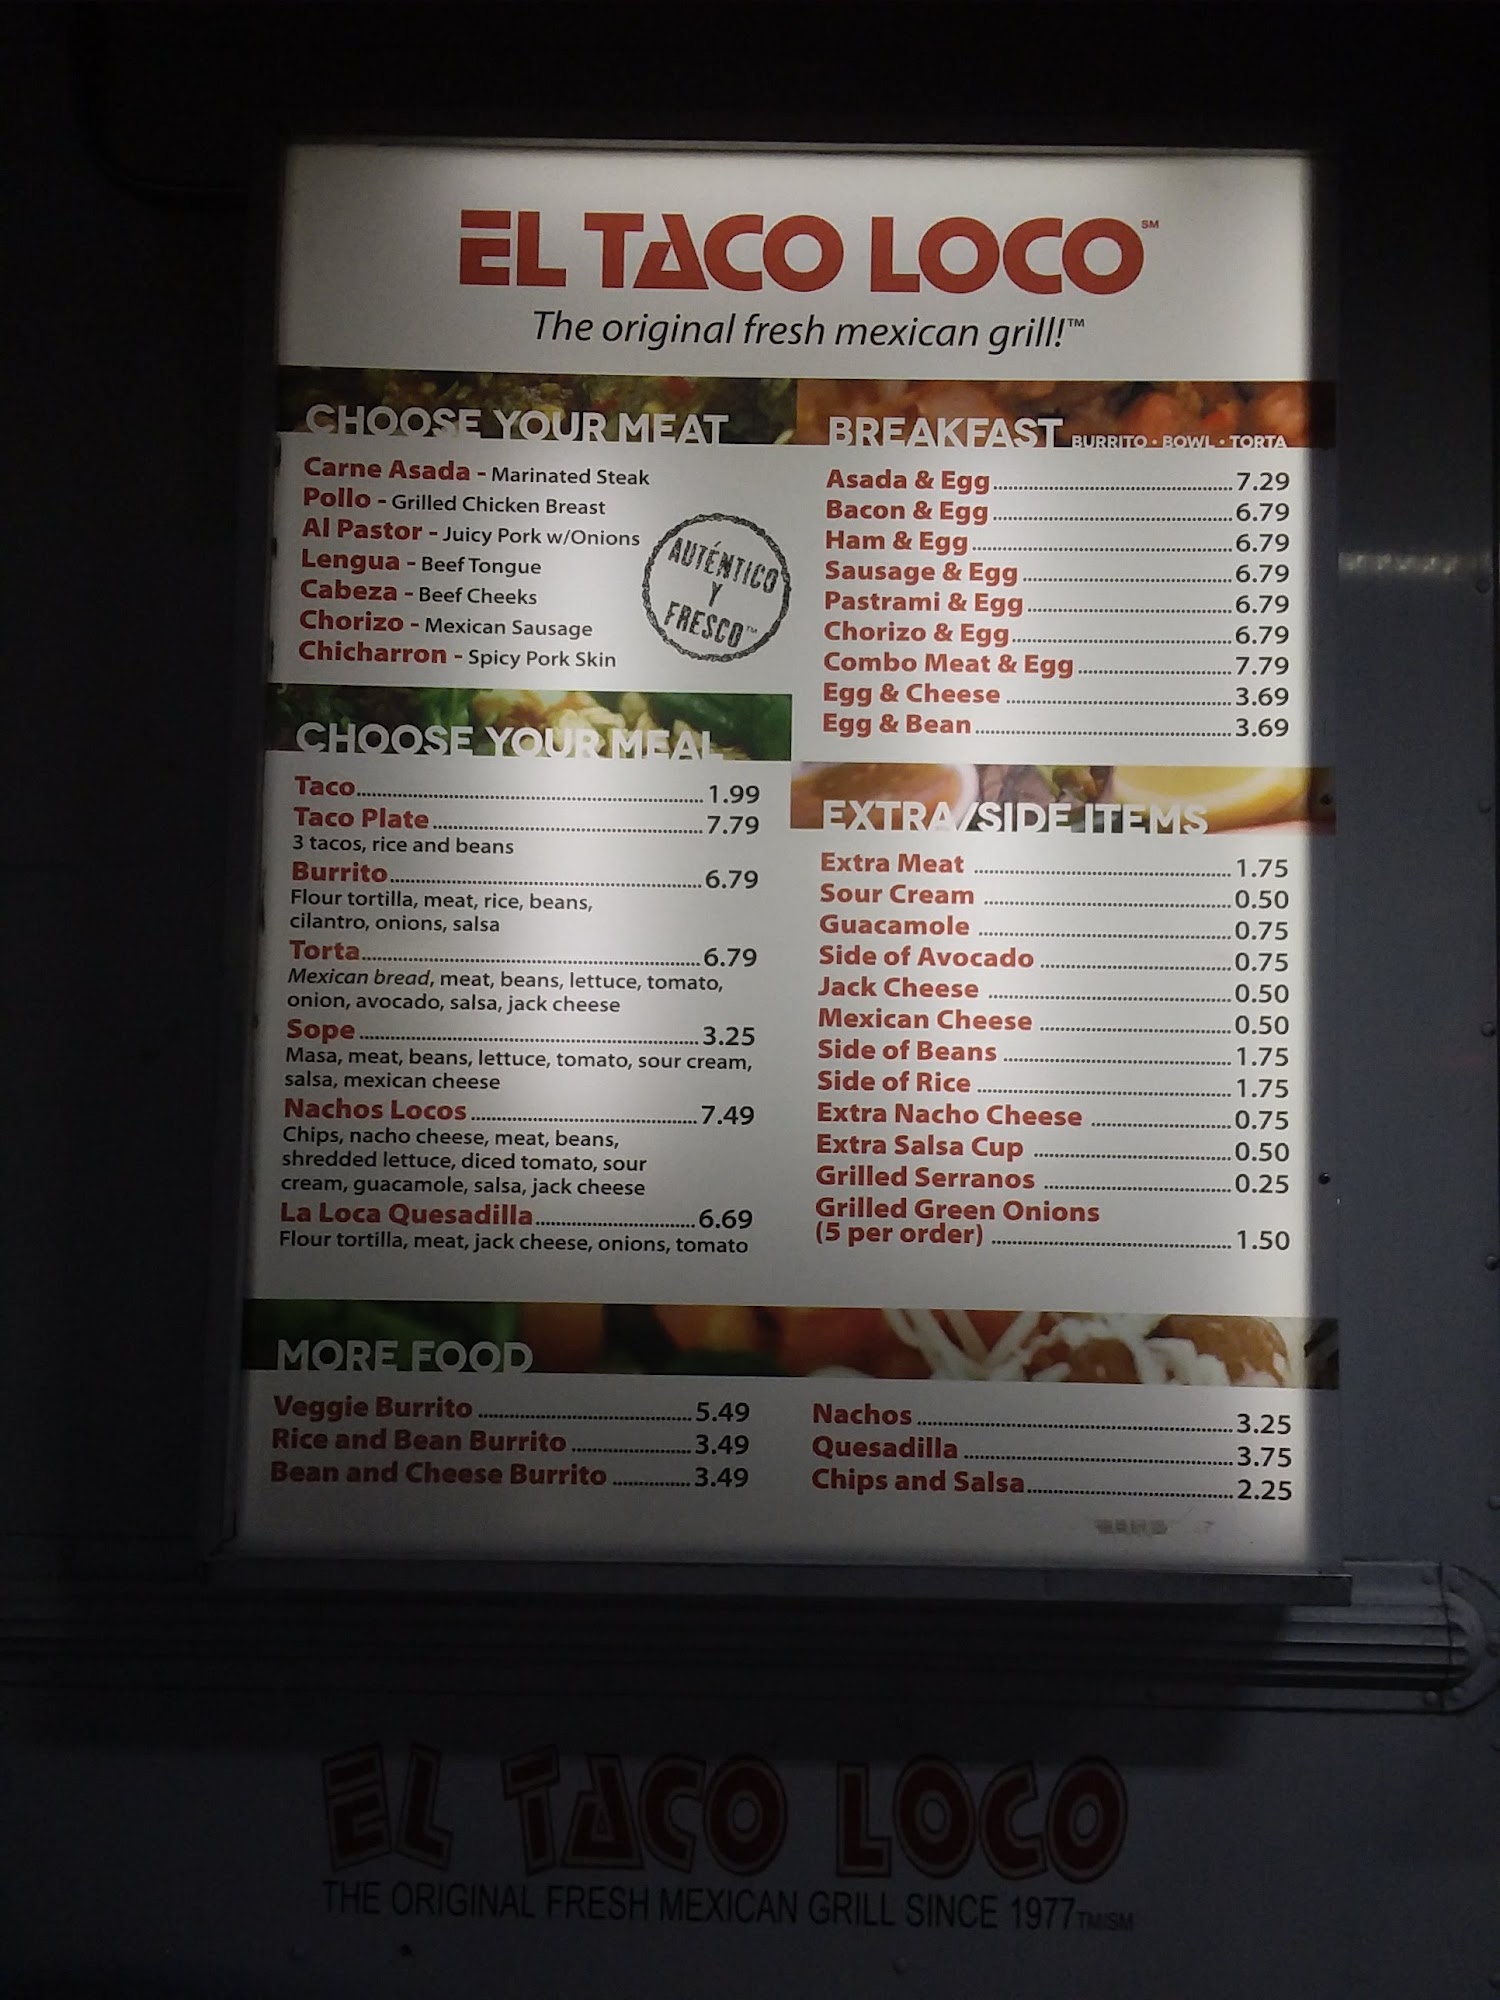 EL TACO LOCO SM
The original fresh mexican grill!™
CHOOSE YOUR MEAT
Carne Asada - Marinated Steak
Pollo - Grilled Chicken Breast
Al Pastor - Juicy Pork w/Onions
Lengua - Beef Tongue
Cabeza - Beef Cheeks
Chorizo - Mexican Sausage
Chicharron - Spicy Pork Skin
AUTÉNTICO
Y
FRESCO™
CHOOSE YOUR MEAL
Taco 1.99
Taco Plate 7.79
3 tacos, rice and beans
Burrito 6.79
Flour tortilla, meat, rice, beans,
cilantro, onions, salsa
Torta 6.79
Mexican bread, meat, beans, lettuce, tomato,
onion, avocado, salsa, jack cheese
Sope 3.25
Masa, meat, beans, lettuce, tomato, sour cream,
salsa, mexican cheese
Nachos Locos 7.49
Chips, nacho cheese, meat, beans,
shredded lettuce, diced tomato, sour
cream, guacamole, salsa, jack cheese
La Loca Quesadilla 6.69
Flour tortilla, meat, jack cheese, onions, tomato
BREAKFAST BURRITO • BOWL • TORTA
Asada & Egg 7.29
Bacon & Egg 6.79
Ham & Egg 6.79
Sausage & Egg 6.79
Pastrami & Egg 6.79
Chorizo & Egg 6.79
Combo Meat & Egg 7.79
Egg & Cheese 3.69
Egg & Bean 3.69
EXTRA/SIDE ITEMS
Extra Meat 1.75
Sour Cream 0.50
Guacamole 0.75
Side of Avocado 0.75
Jack Cheese 0.50
Mexican Cheese 0.50
Side of Beans 1.75
Side of Rice 1.75
Extra Nacho Cheese 0.75
Extra Salsa Cup 0.50
Grilled Serranos 0.25
Grilled Green Onions
(5 per order) 1.50
MORE FOOD
Veggie Burrito 5.49
Rice and Bean Burrito 3.49
Bean and Cheese Burrito 3.49
Nachos 3.25
Quesadilla 3.75
Chips and Salsa 2.25
EL TACO LOCO
THE ORIGINAL FRESH MEXICAN GRILL SINCE 1977 TM/SM